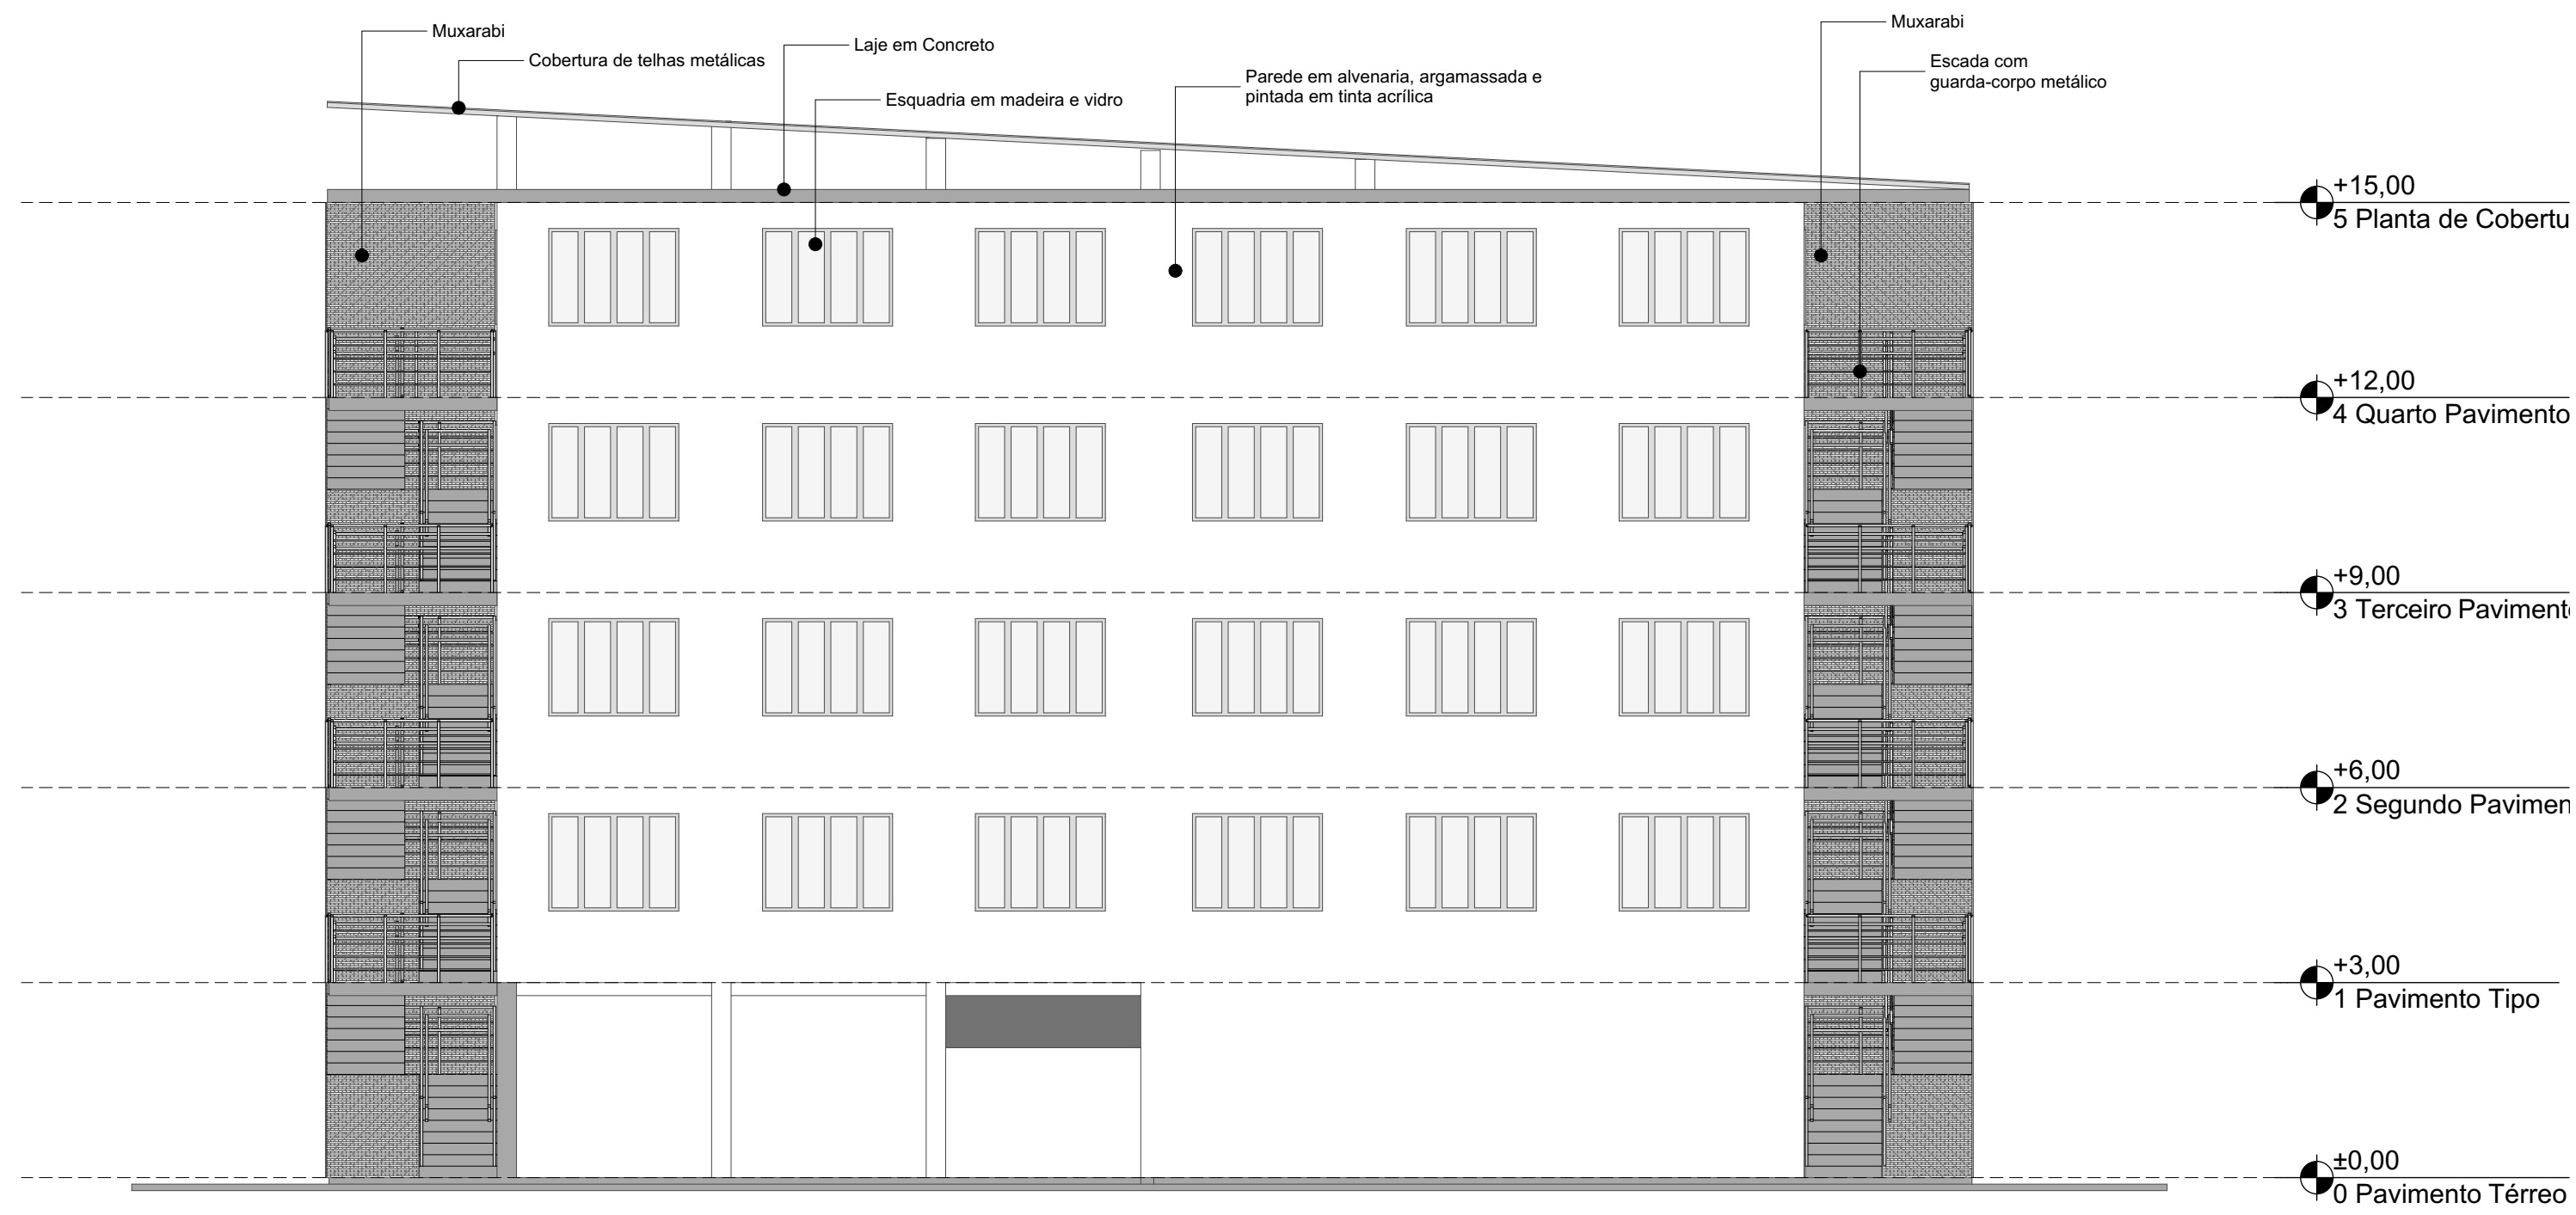 Muxarabi
Cobertura de telhas metálicas
Laje em Concreto
Esquadria em madeira e vidro
Parede em alvenaria, argamassada e
pintada em tinta acrílica
Muxarabi
Escada com
guarda-corpo metálico
+15,00
5 Planta de Cobertu
+12,00
4 Quarto Pavimento
+9,00
3 Terceiro Paviment
+6,00
2 Segundo Pavimen
+3,00
1 Pavimento Tipo
±0,00
0 Pavimento Térreo